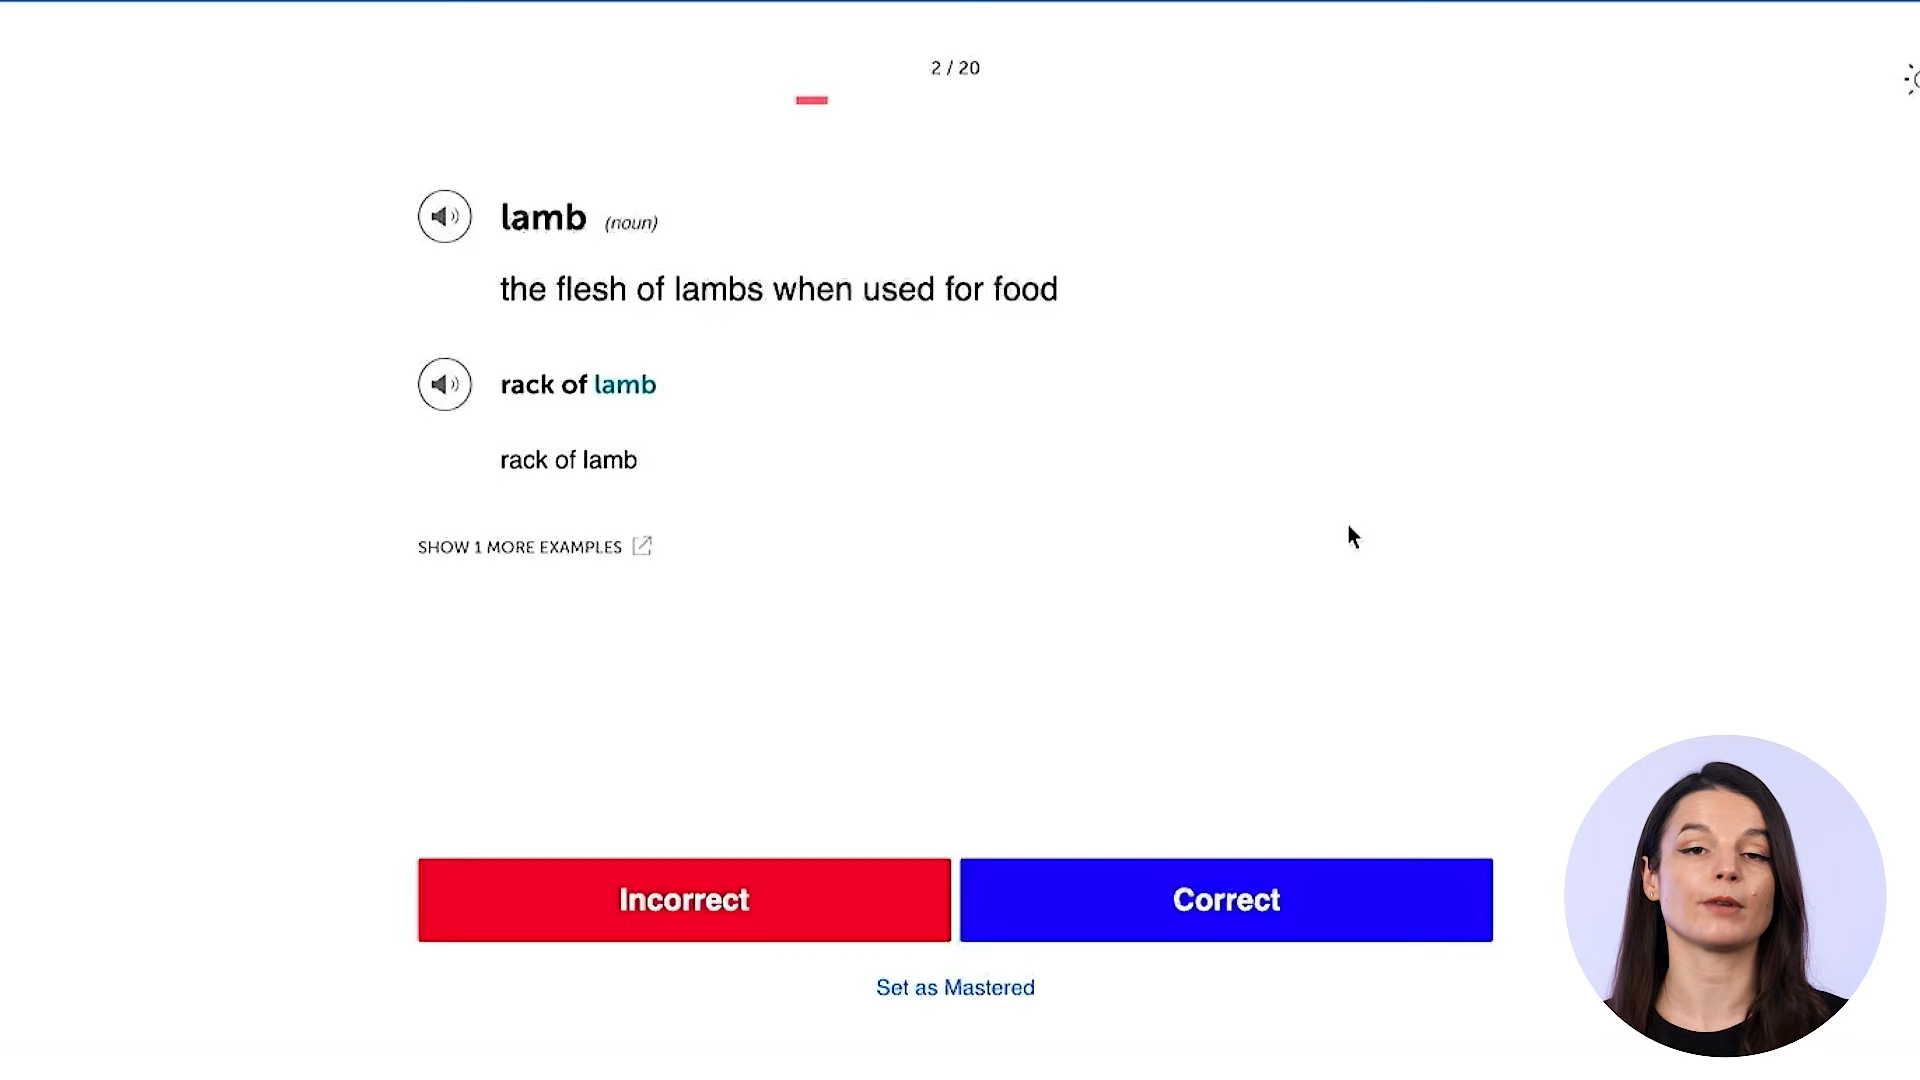 2 / 20
lamb (noun)
the flesh of lambs when used for food
rack of lamb
rack of lamb
SHOW 1 MORE EXAMPLES
Incorrect
Correct
Set as Mastered